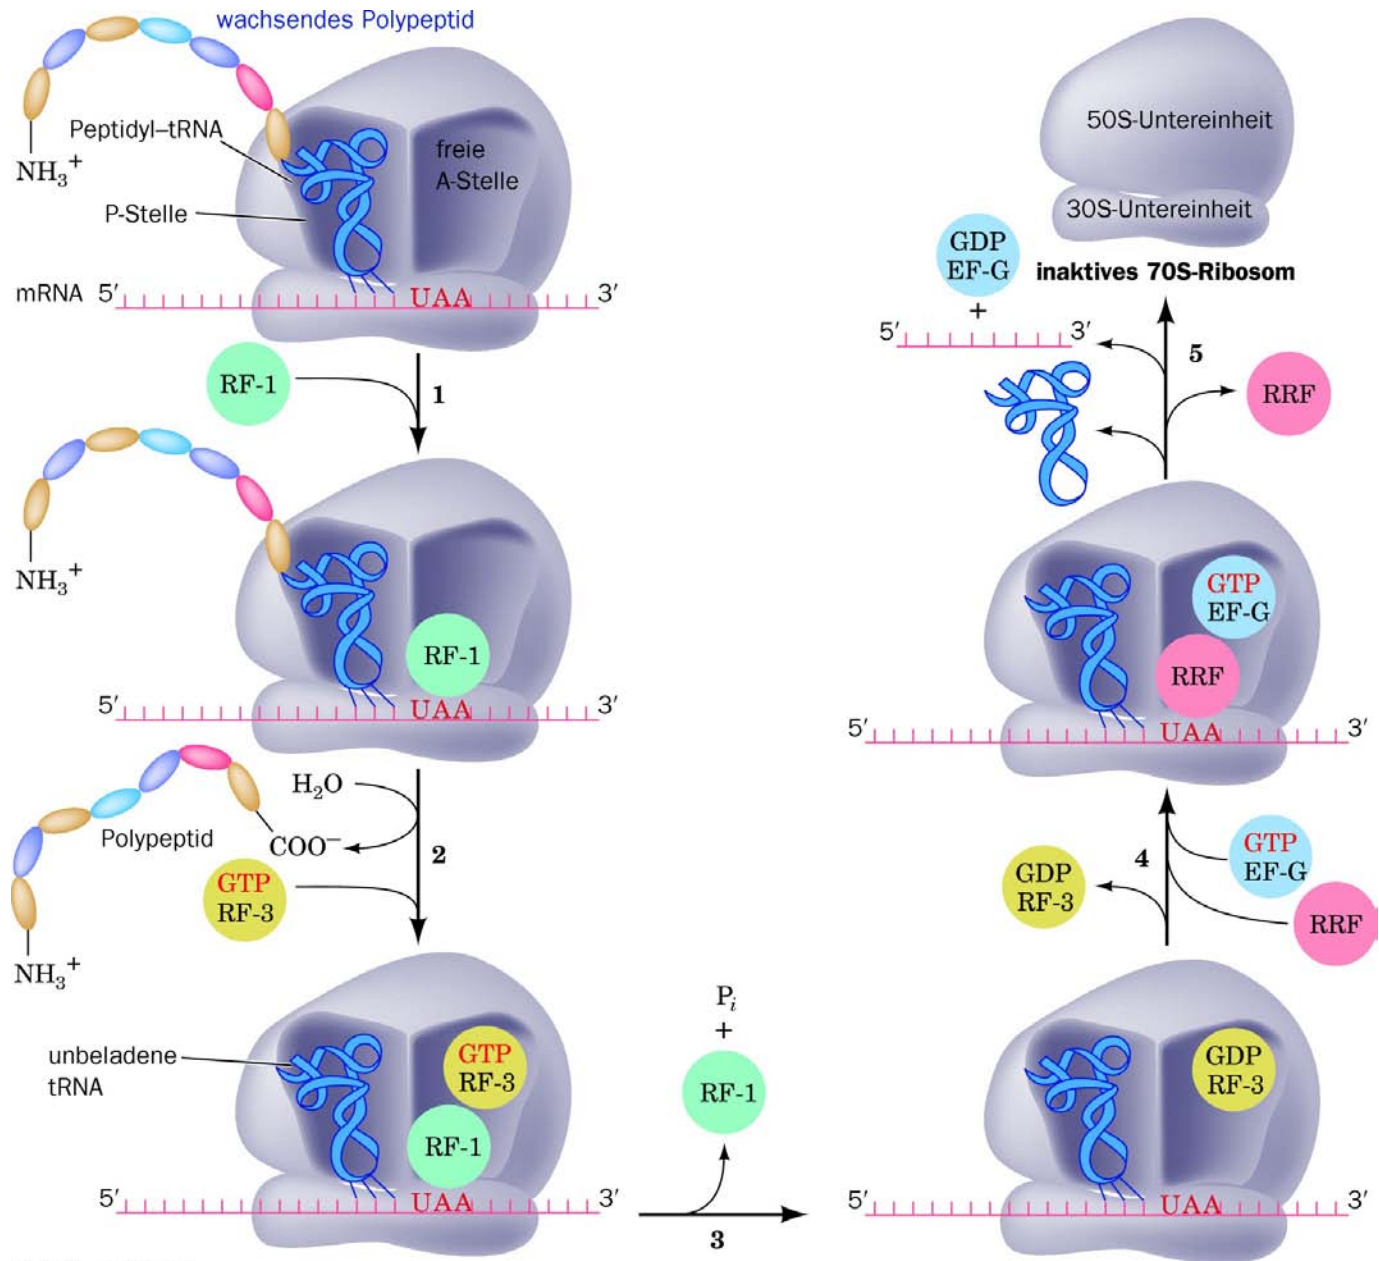 wachsendes Polypeptid
Peptidyl–tRNA
NH₃⁺
P-Stelle
freie
A-Stelle
mRNA 5′ UAA 3′
RF-1
1
NH₃⁺
RF-1
5′ UAA 3′
H₂O
Polypeptid
COO⁻
2
GTP
RF-3
NH₃⁺
unbeladene
tRNA
GTP
RF-3
RF-1
5′ UAA 3′
Pᵢ
+
RF-1
3
GDP
RF-3
5′ UAA 3′
GDP
RF-3
4
GTP
EF-G
RRF
GTP
EF-G
RRF
5′ UAA 3′
5
RRF
5′ 3′
+
GDP
EF-G
inaktives 70S-Ribosom
50S-Untereinheit
30S-Untereinheit